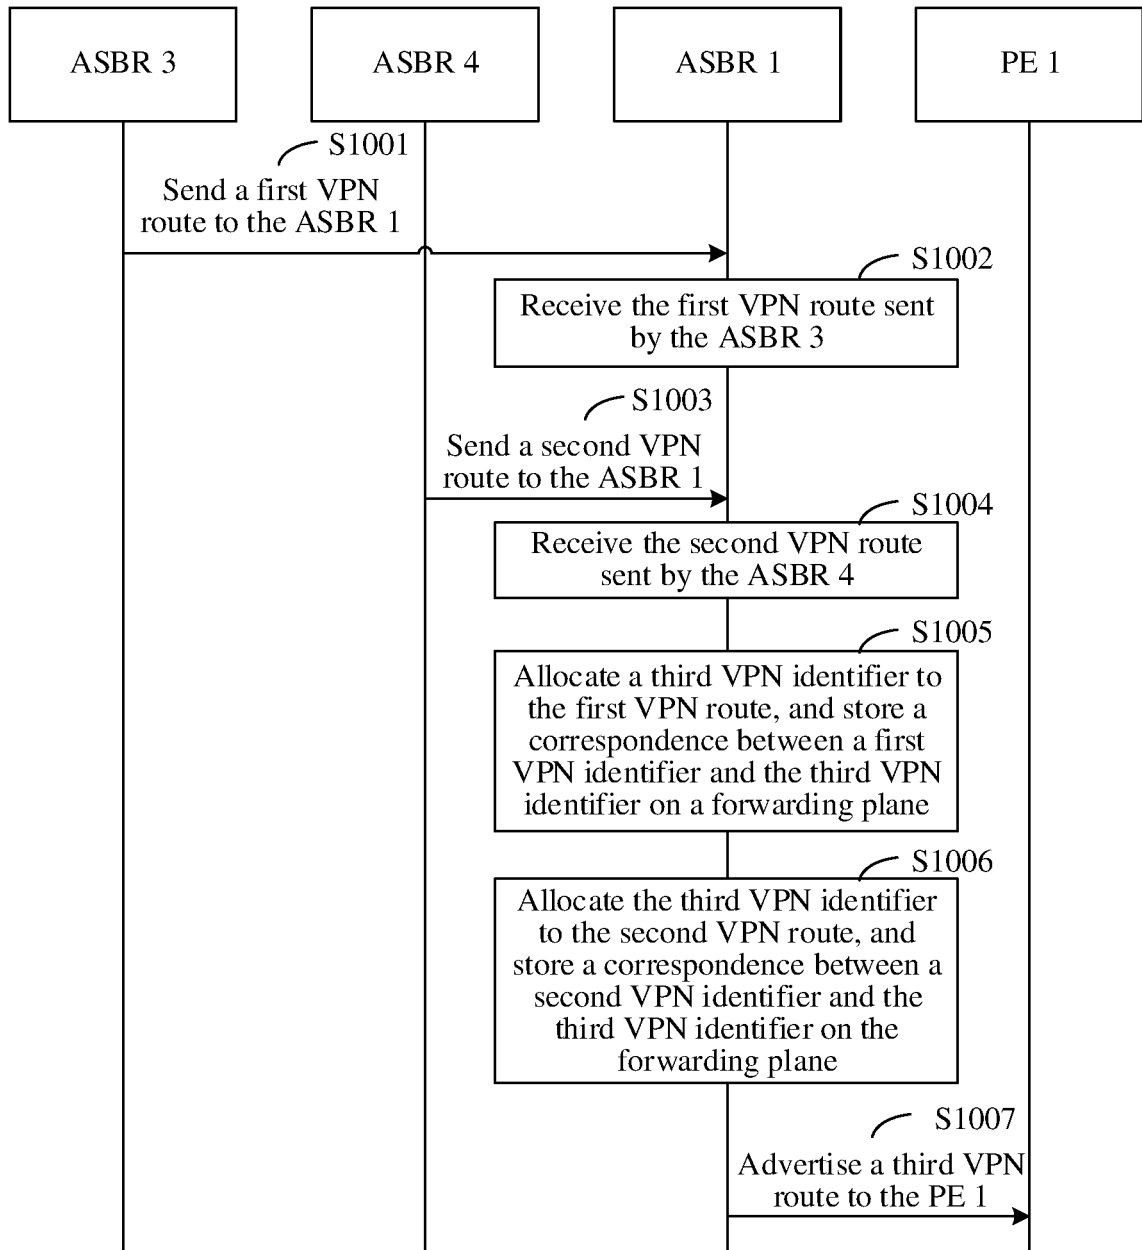 ASBR 3
ASBR 4
ASBR 1
PE 1
S1001
Send a first VPN
route to the ASBR 1
S1002
Receive the first VPN route sent
by the ASBR 3
S1003
Send a second VPN
route to the ASBR 1
S1004
Receive the second VPN route
sent by the ASBR 4
S1005
Allocate a third VPN identifier to
the first VPN route, and store a
correspondence between a first
VPN identifier and the third VPN
identifier on a forwarding plane
S1006
Allocate the third VPN identifier
to the second VPN route, and
store a correspondence between a
second VPN identifier and the
third VPN identifier on the
forwarding plane
S1007
Advertise a third VPN
route to the PE 1